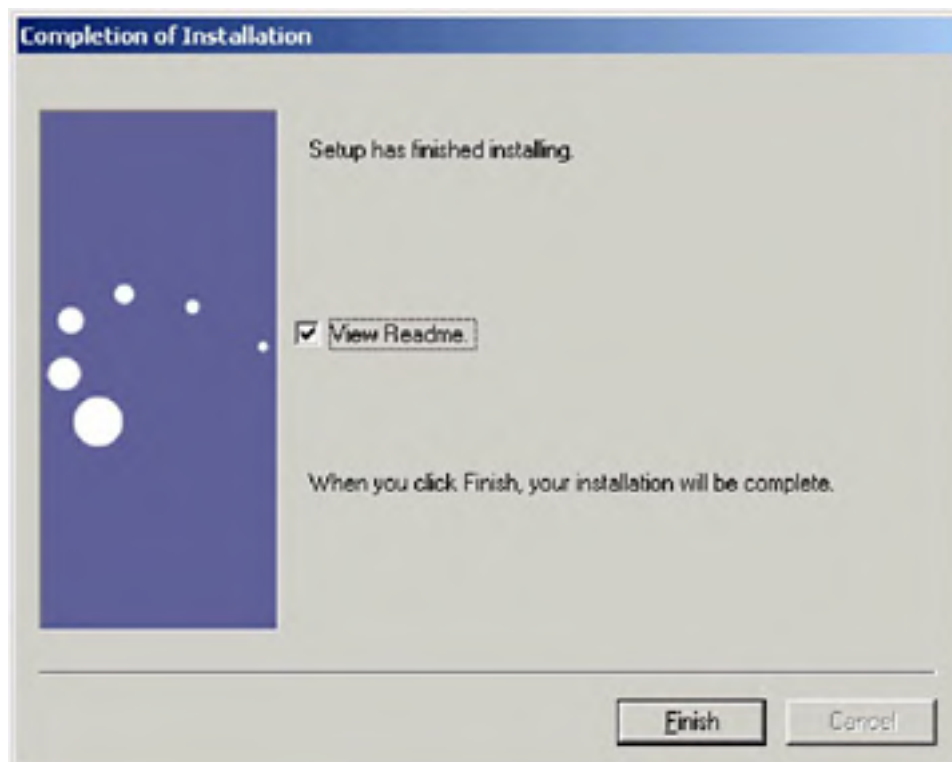 Completion of Installation
Setup has finished installing.
View Readme.
When you click Finish, your installation will be complete.
Finish
Cancel